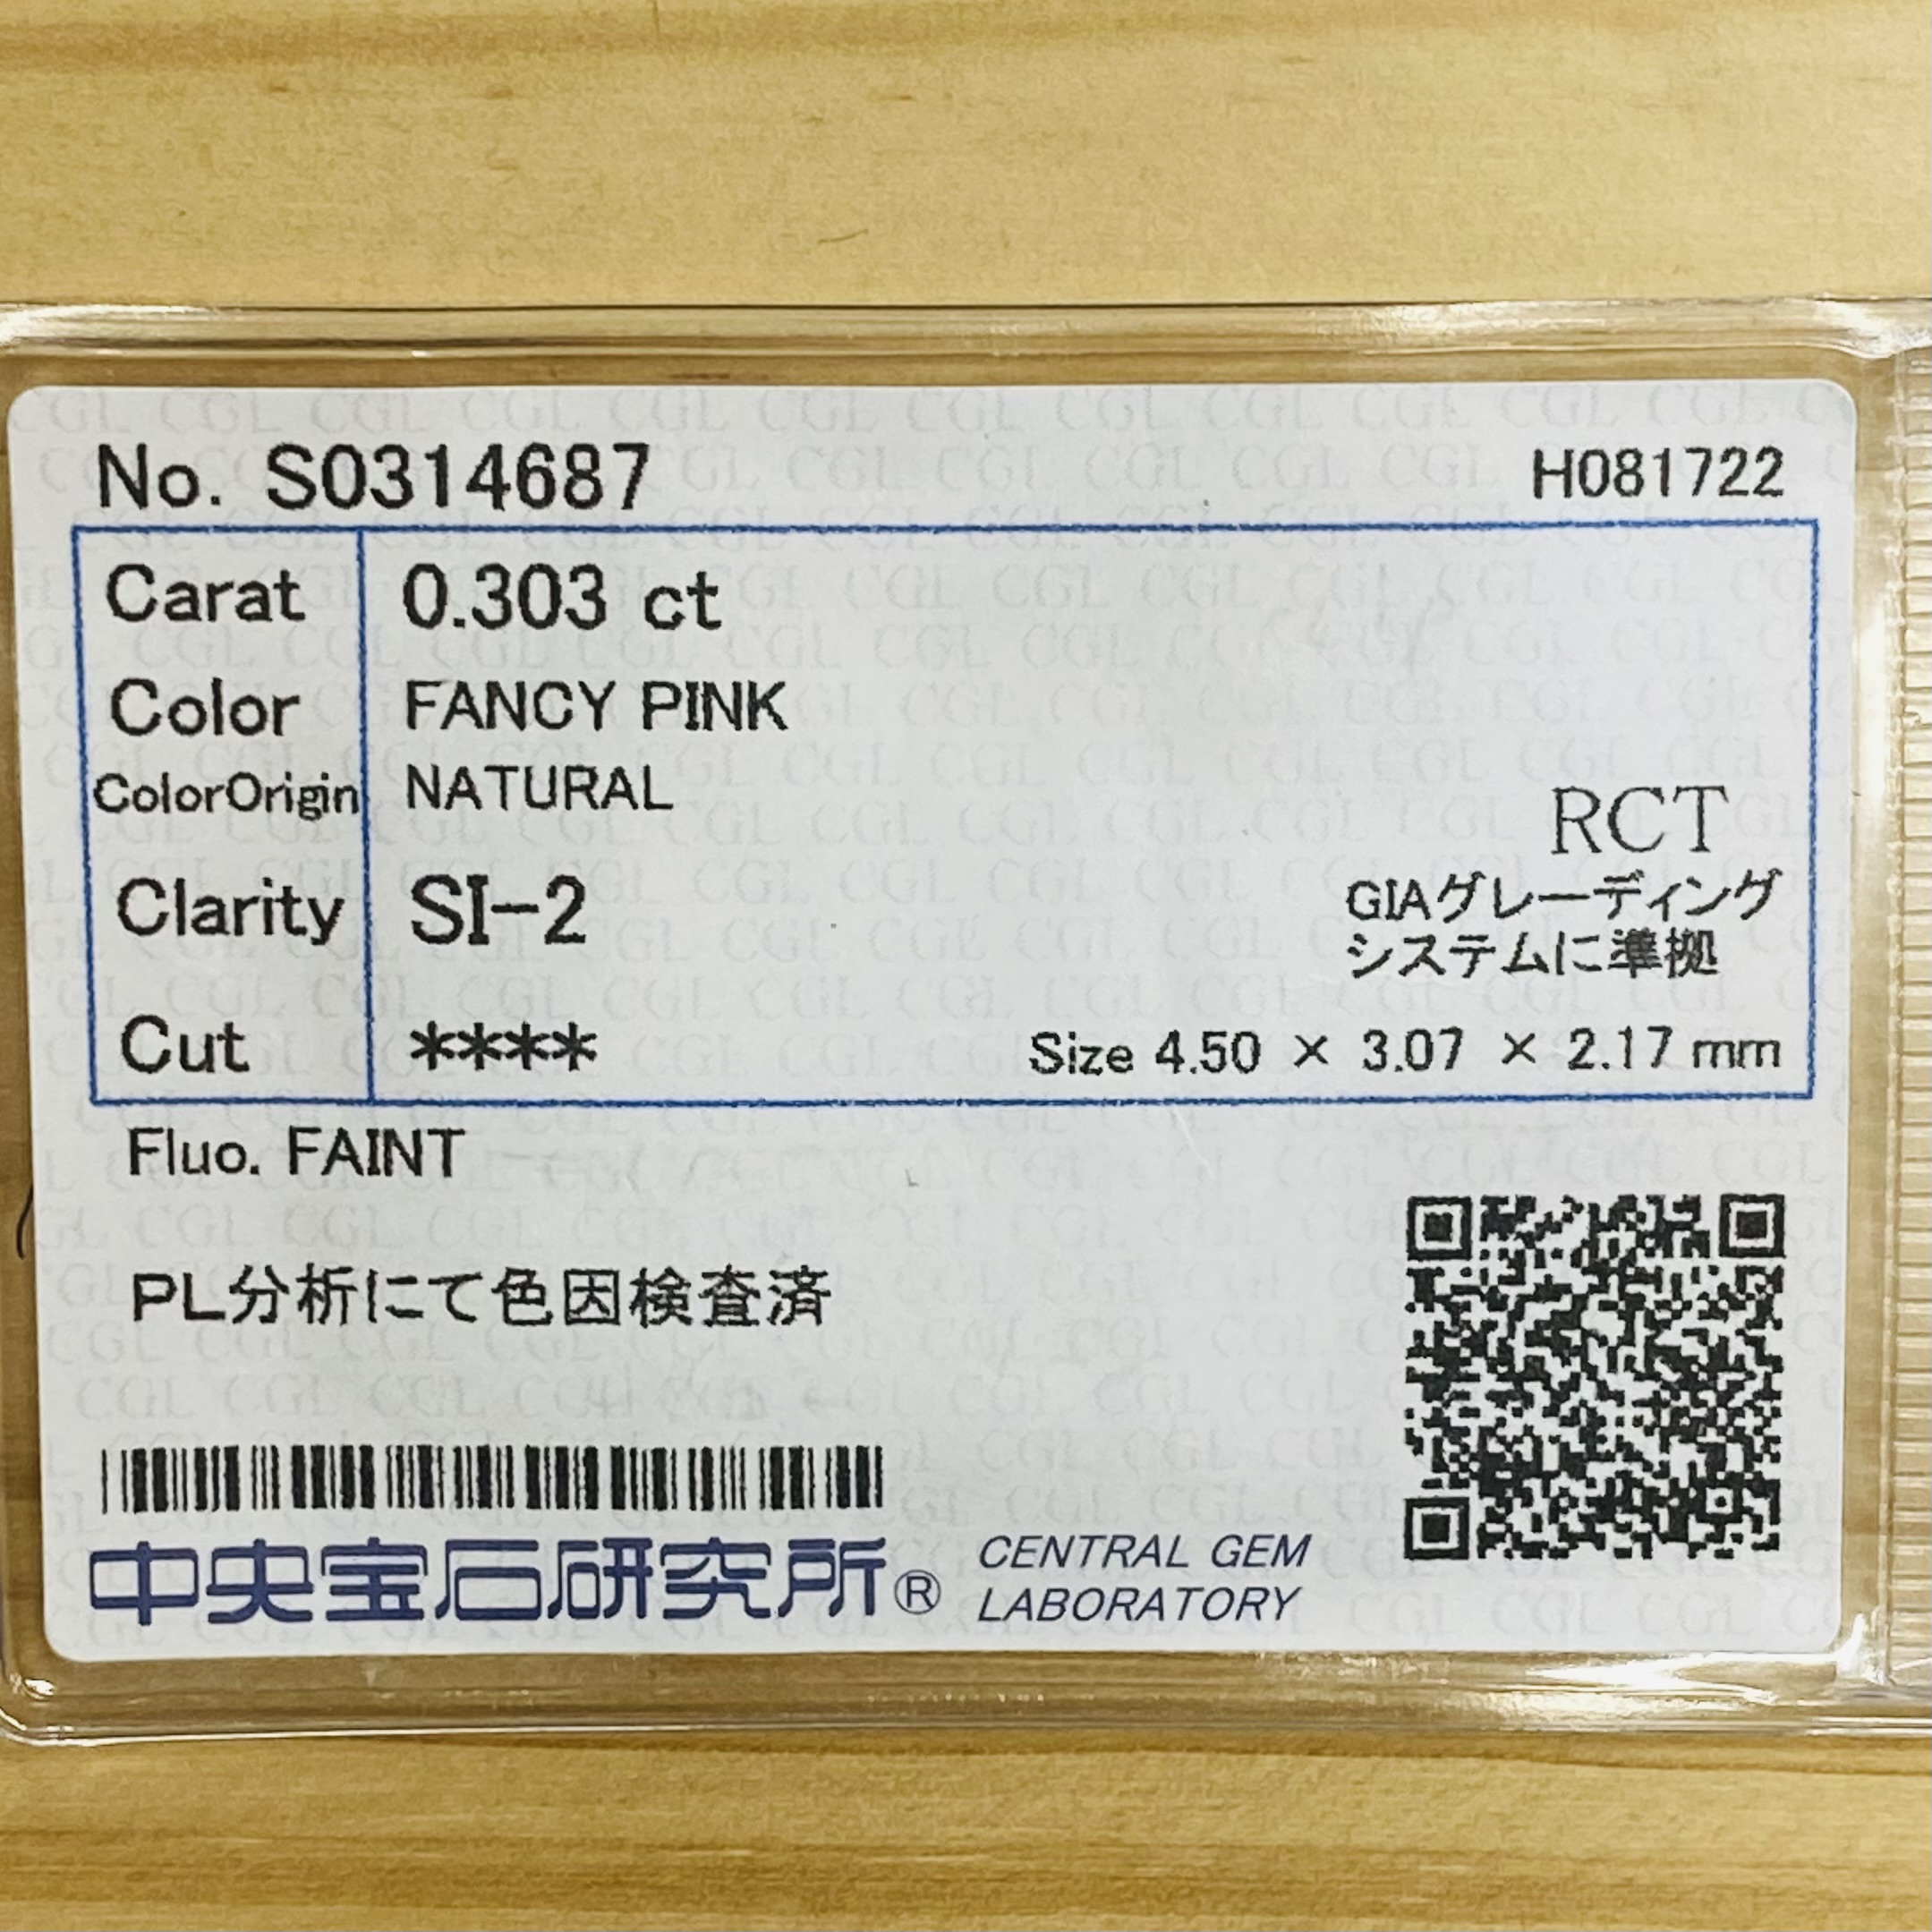 No. S0314687
H081722
Carat 0.303 ct
Color FANCY PINK
ColorOrigin NATURAL
RCT
Clarity SI-2
GIAグレーディング
システムに準拠
Cut ****
Size 4.50 × 3.07 × 2.17 mm
Fluo. FAINT
PL分析にて色因検査済
中央宝石研究所®
CENTRAL GEM
LABORATORY